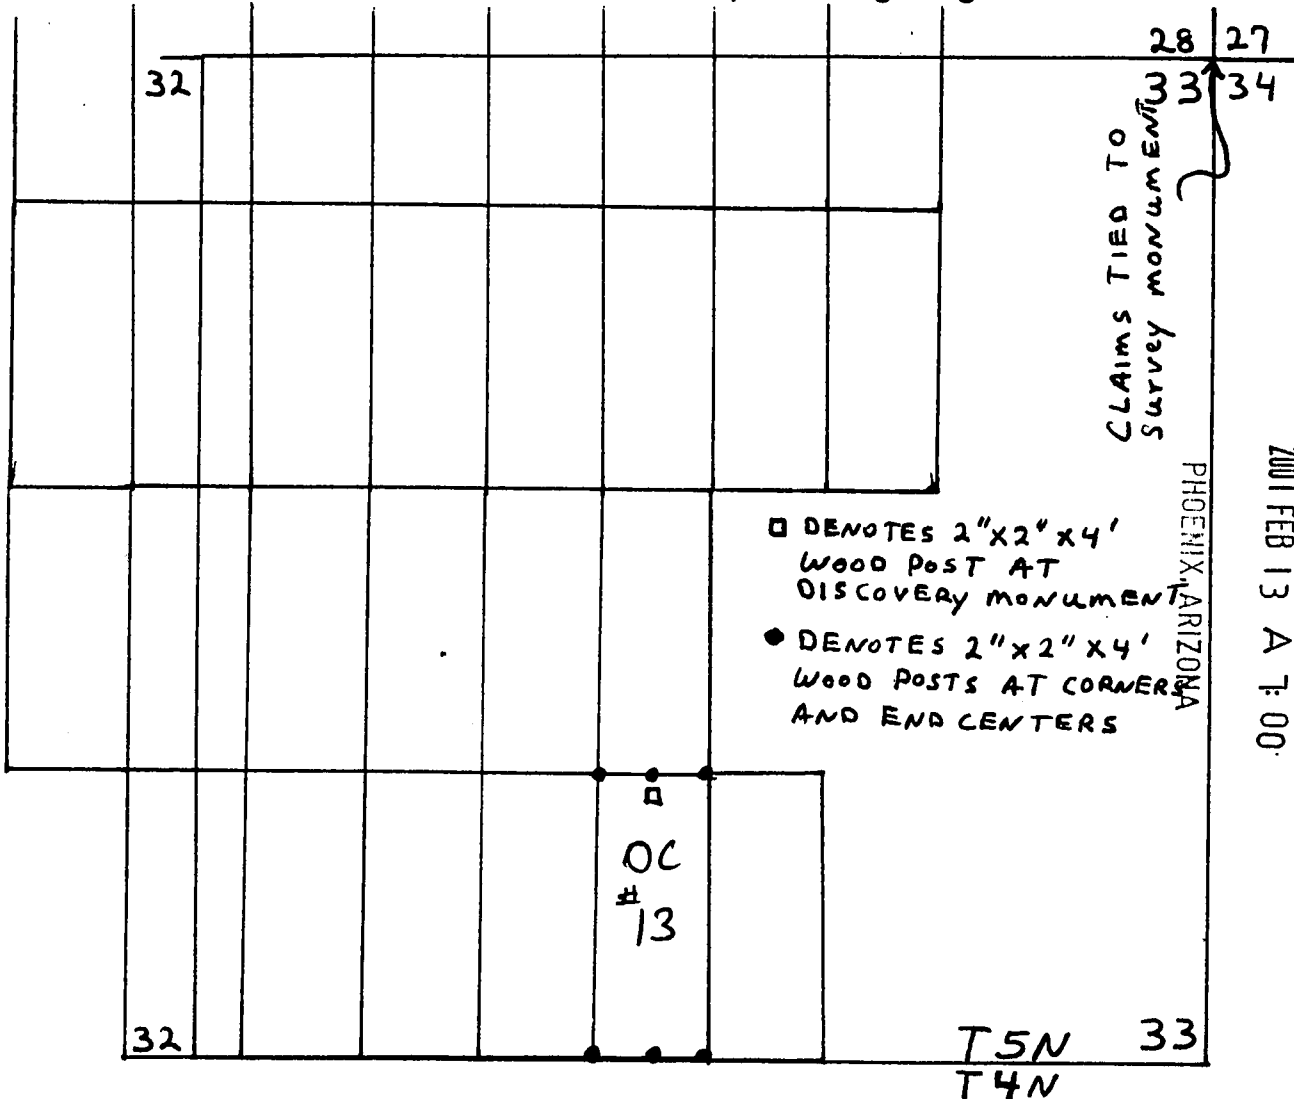 28 27
32
33 34
CLAIMS TIED TO
SURVEY MONUMENT
PHOENIX, ARIZONA
2001 FEB 13 A 7:00
□ DENOTES 2"X2"X4'
WOOD POST AT
DISCOVERY MONUMENT
● DENOTES 2"X2"X4'
WOOD POSTS AT CORNERS
AND END CENTERS
OC
#
13
32
T5N 33
T4N